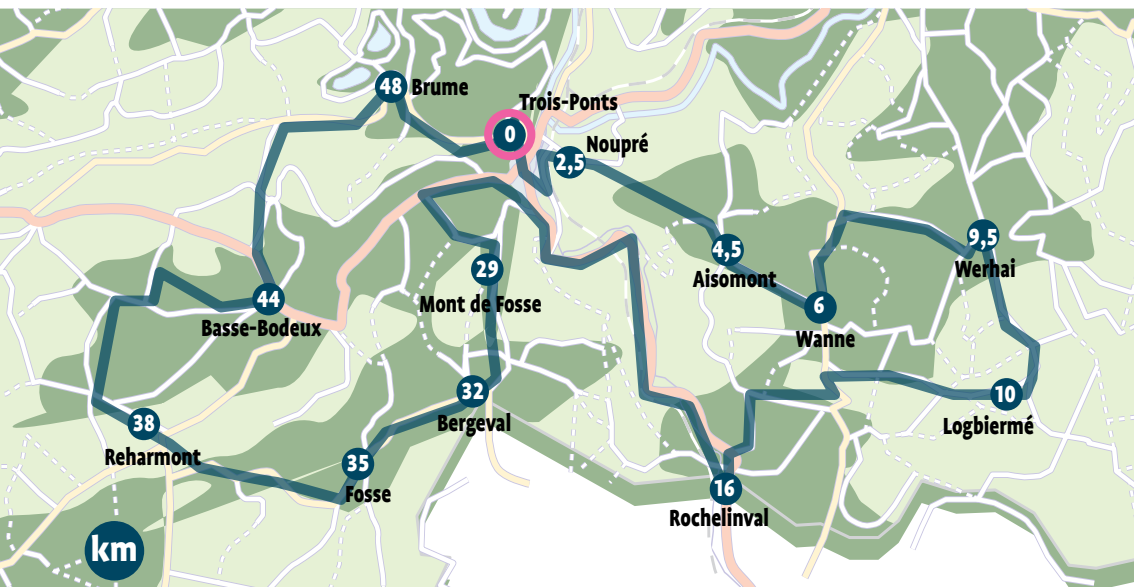 48 Brume
Trois-Ponts
0
Noupré
2,5
4,5
Aisomont
9,5
Werhai
6
Wanne
29
Mont de Fosse
44
Basse-Bodeux
32
Bergeval
10
Logbiermé
38
Reharmont
35
Fosse
16
Rochelinval
km